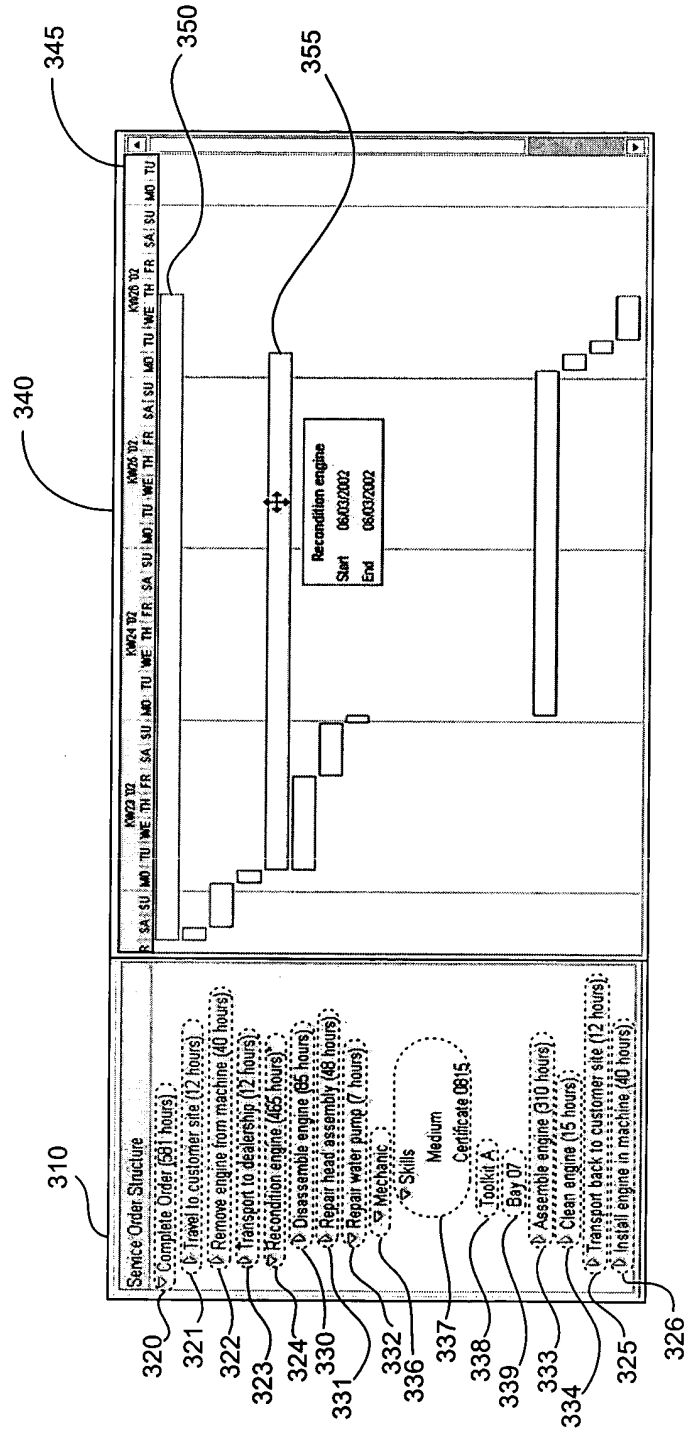 310
340
345
350
355
Service Order Structure
KW23 '02 KW24 '02 KW25 '02 KW26 '02
R SA SU MO TU WE TH FR SA SU MO TU WE TH FR SA SU MO TU WE TH FR SA SU MO TU WE TH FR SA SU MO TU
320 Complete Order (581 hours)
321 Travel to customer site (12 hours)
322 Remove engine from machine (40 hours)
323 Transport to dealership (12 hours)
324 Recondition engine (465 hours)
330 Disassemble engine (85 hours)
331 Repair head assembly (48 hours)
332 Repair water pump (7 hours)
336 Mechanic
337 Skills
Medium
Certificate 0815
338 Toolkit A
339 Bay 07
333 Assemble engine (310 hours)
334 Clean engine (15 hours)
325 Transport back to customer site (12 hours)
326 Install engine in machine (40 hours)
Recondition engine
Start 06/03/2002
End 06/03/2002